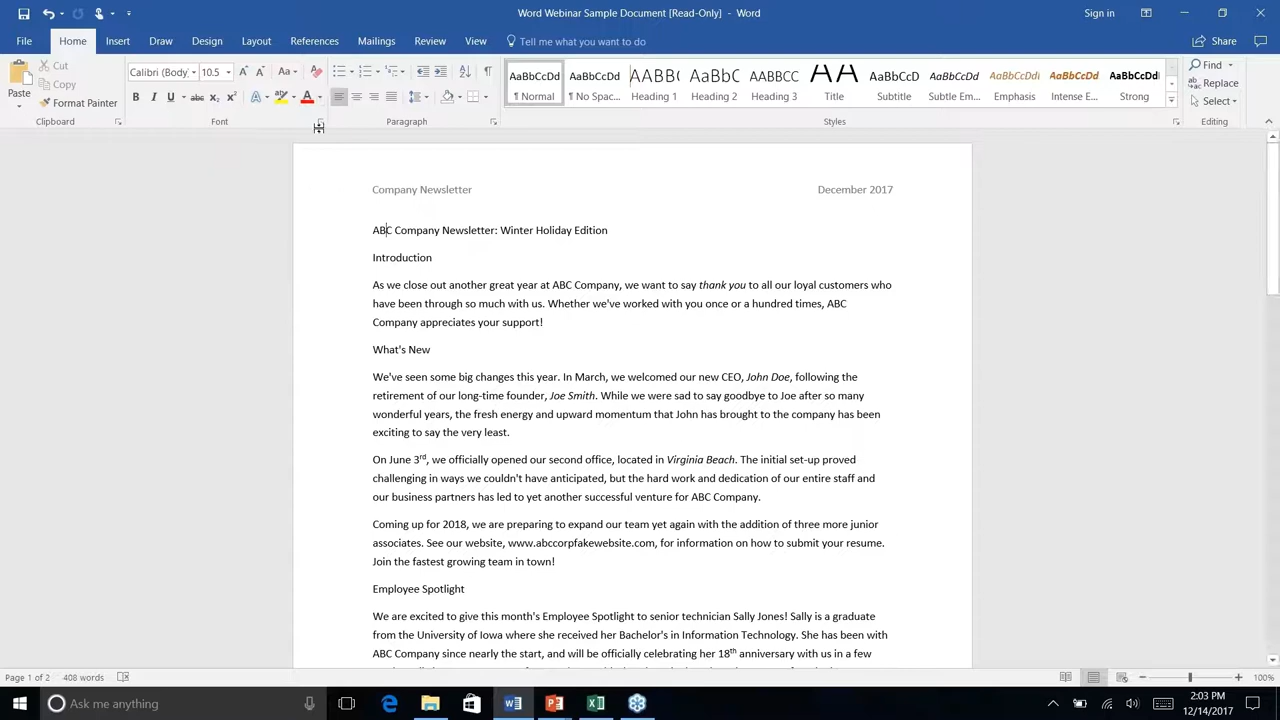 Word Webinar Sample Document [Read-Only] - Word
Sign in
File Home Insert Draw Design Layout References Mailings Review View Tell me what you want to do Share
Paste
Cut
Copy
Format Painter
Clipboard
Calibri (Body) 10.5
Font
Paragraph
AaBbCcDd ¶ Normal
AaBbCcDd ¶ No Spac...
Heading 1
AaBbC Heading 2
AABBCC Heading 3
AA Title
AaBbCcD Subtitle
AaBbCcDd Subtle Em...
AaBbCcDd Emphasis
AaBbCcDd Intense E...
AaBbCcDd Strong
Styles
Find
Replace
Select
Editing
Company Newsletter December 2017
ABC Company Newsletter: Winter Holiday Edition
Introduction
As we close out another great year at ABC Company, we want to say thank you to all our loyal customers who
have been through so much with us. Whether we've worked with you once or a hundred times, ABC
Company appreciates your support!
What's New
We've seen some big changes this year. In March, we welcomed our new CEO, John Doe, following the
retirement of our long-time founder, Joe Smith. While we were sad to say goodbye to Joe after so many
wonderful years, the fresh energy and upward momentum that John has brought to the company has been
exciting to say the very least.
On June 3rd, we officially opened our second office, located in Virginia Beach. The initial set-up proved
challenging in ways we couldn't have anticipated, but the hard work and dedication of our entire staff and
our business partners has led to yet another successful venture for ABC Company.
Coming up for 2018, we are preparing to expand our team yet again with the addition of three more junior
associates. See our website, www.abccorpfakewebsite.com, for information on how to submit your resume.
Join the fastest growing team in town!
Employee Spotlight
We are excited to give this month's Employee Spotlight to senior technician Sally Jones! Sally is a graduate
from the University of Iowa where she received her Bachelor's in Information Technology. She has been with
ABC Company since nearly the start, and will be officially celebrating her 18th anniversary with us in a few
Page 1 of 2 408 words 100%
Ask me anything
2:03 PM
12/14/2017